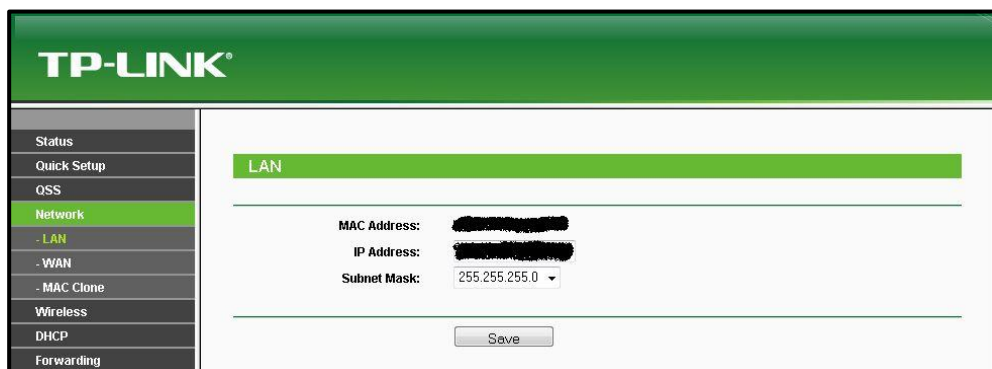 TP-LINK®
Status
Quick Setup
QSS
Network
- LAN
- WAN
- MAC Clone
Wireless
DHCP
Forwarding
LAN
MAC Address:
IP Address:
Subnet Mask: 255.255.255.0
Save